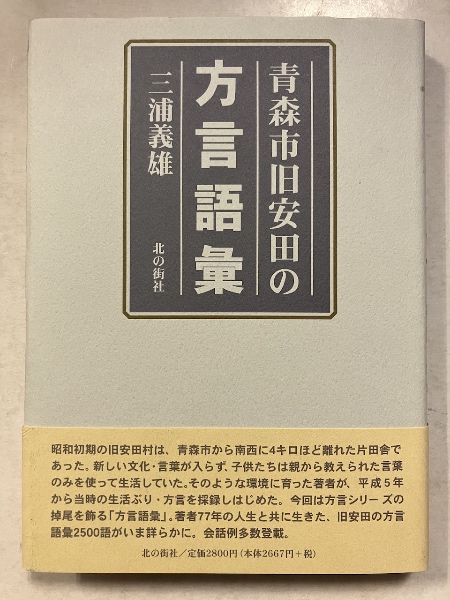 青森市旧安田の
方言語彙
三浦義雄
北の街社
昭和初期の旧安田村は、青森市から南西に4キロほど離れた片田舎で
あった。新しい文化・言葉が入らず、子供たちは親から教えられた言葉
のみを使って生活していた。そのような環境に育った著者が、平成５年
から当時の生活ぶり・方言を採録しはじめた。今回は方言シリーズの
掉尾を飾る「方言語彙」。著者77年の人生と共に生きた、旧安田の方言
語彙2500語がいま詳らかに。会話例多数登載。
北の街社／定価2800円（本体2667円＋税）